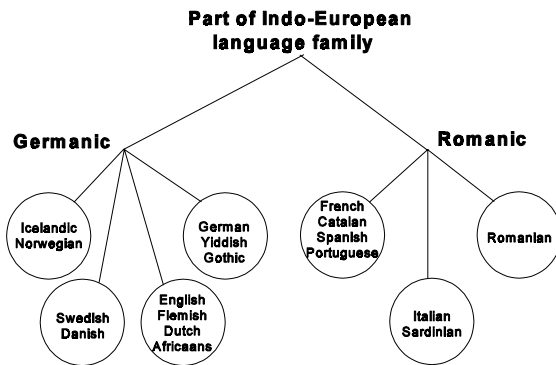 Part of Indo-European
language family
Germanic
Romanic
Icelandic
Norwegian
German
Yiddish
Gothic
French
Catalan
Spanish
Portuguese
Romanian
Swedish
Danish
English
Flemish
Dutch
Africaans
Italian
Sardinian